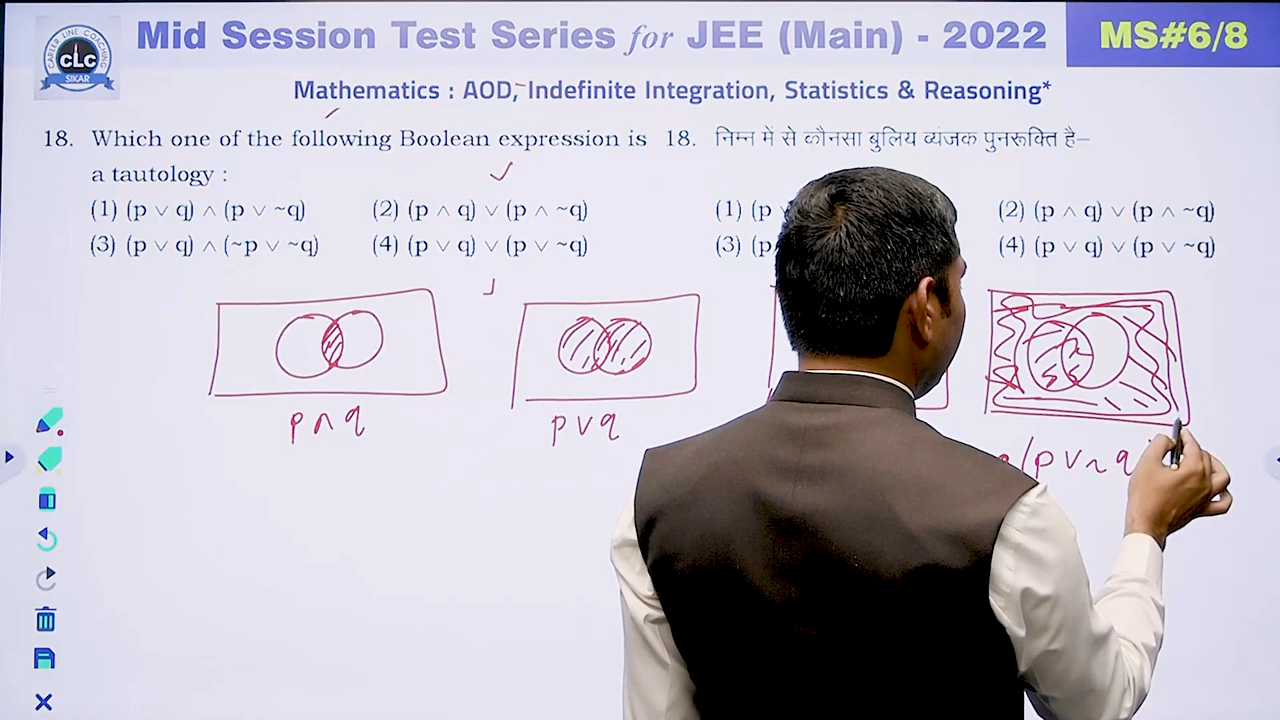 Mid Session Test Series for JEE (Main) - 2022
MS#6/8
CAREER LINE COACHING
CLC
SIKAR
Mathematics : AOD, Indefinite Integration, Statistics & Reasoning*
18. Which one of the following Boolean expression is
a tautology :
(1) (p ∨ q) ∧ (p ∨ ~q) (2) (p ∧ q) ∨ (p ∧ ~q)
(3) (p ∨ q) ∧ (~p ∨ ~q) (4) (p ∨ q) ∨ (p ∨ ~q)
18. निम्न में से कौनसा बुलिय व्यंजक पुनरूक्ति है–
(1) (p (2) (p ∧ q) ∨ (p ∧ ~q)
(3) (p (4) (p ∨ q) ∨ (p ∨ ~q)
p ∧ q
p ∨ q
(p ∨ ~ q